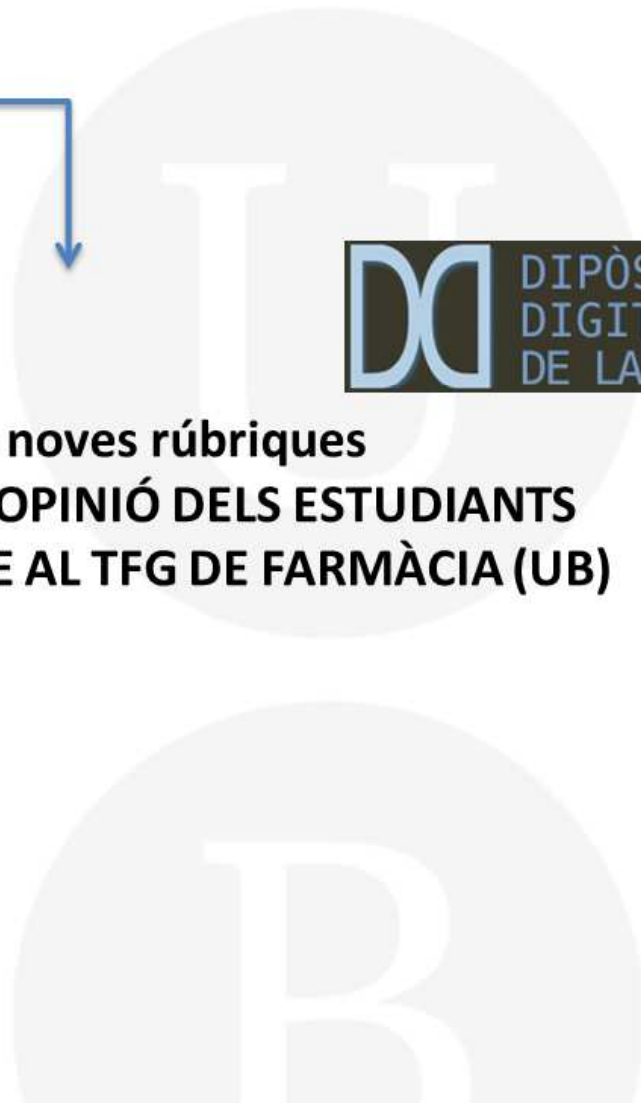 DIPÒS
DIGIT
DE LA
noves rúbriques
OPINIÓ DELS ESTUDIANTS
E AL TFG DE FARMÀCIA (UB)
U
B